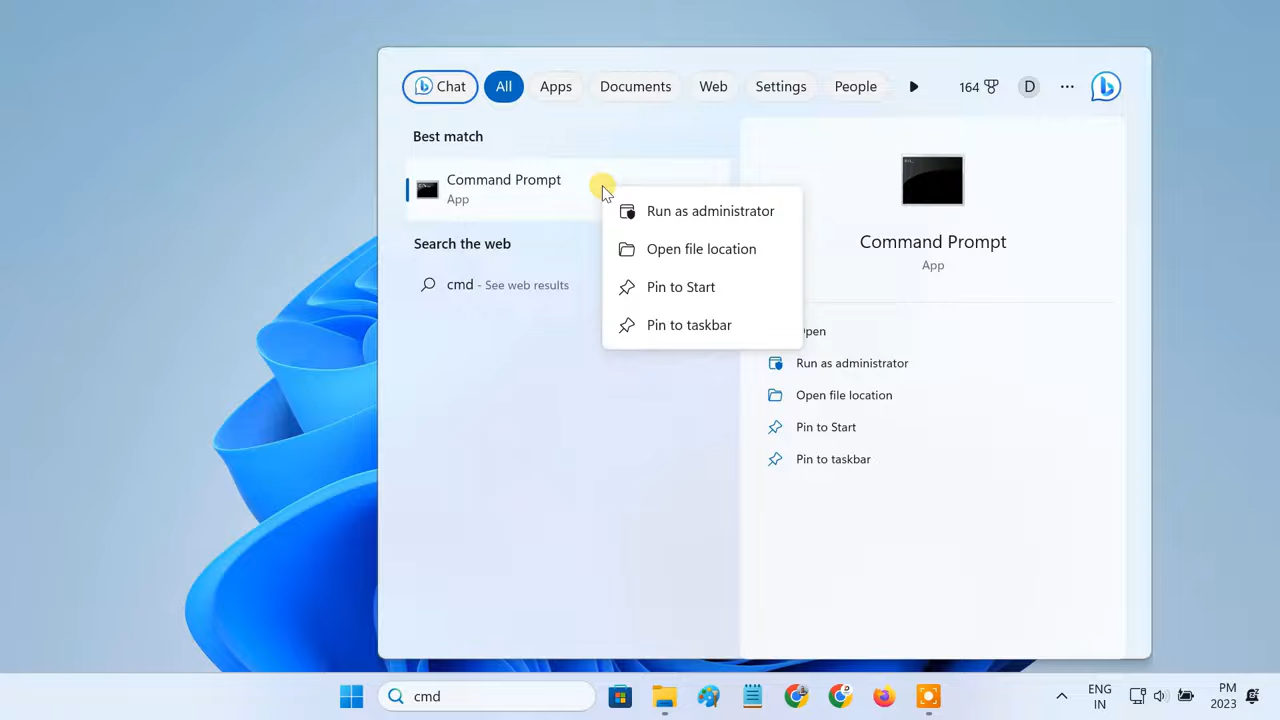 Chat
All
Apps
Documents
Web
Settings
People
164
D
Best match
Command Prompt
App
Search the web
cmd - See web results
Run as administrator
Open file location
Pin to Start
Pin to taskbar
Command Prompt
App
pen
Run as administrator
Open file location
Pin to Start
Pin to taskbar
cmd
ENG
IN
PM
2023